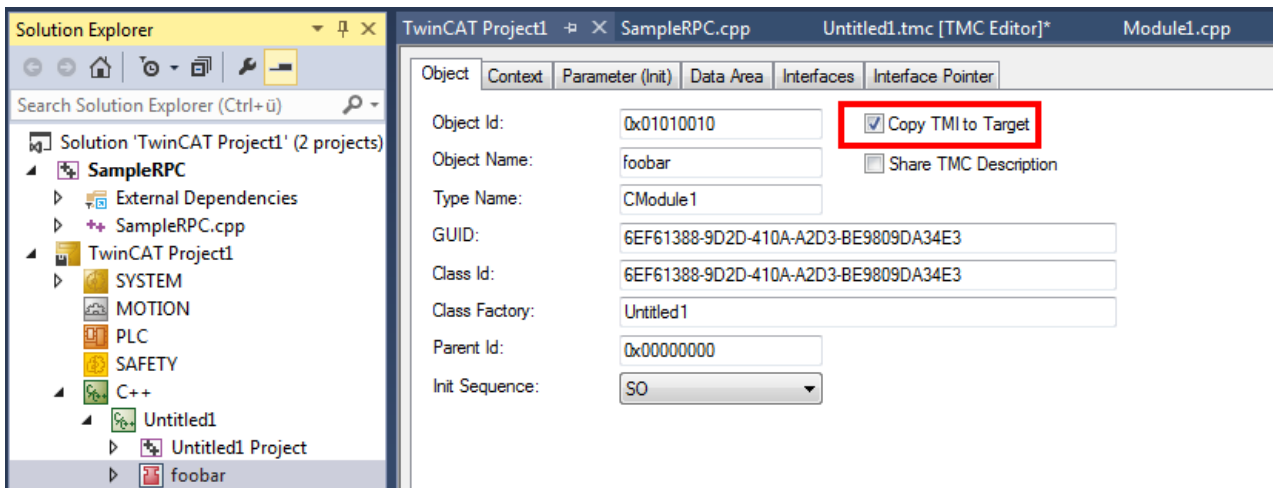 Solution Explorer
Search Solution Explorer (Ctrl+ü)
Solution 'TwinCAT Project1' (2 projects)
SampleRPC
External Dependencies
SampleRPC.cpp
TwinCAT Project1
SYSTEM
MOTION
PLC
SAFETY
C++
Untitled1
Untitled1 Project
foobar
TwinCAT Project1 SampleRPC.cpp Untitled1.tmc [TMC Editor]* Module1.cpp
Object Context Parameter (Init) Data Area Interfaces Interface Pointer
Object Id: 0x01010010 Copy TMI to Target
Object Name: foobar Share TMC Description
Type Name: CModule1
GUID: 6EF61388-9D2D-410A-A2D3-BE9809DA34E3
Class Id: 6EF61388-9D2D-410A-A2D3-BE9809DA34E3
Class Factory: Untitled1
Parent Id: 0x00000000
Init Sequence: SO